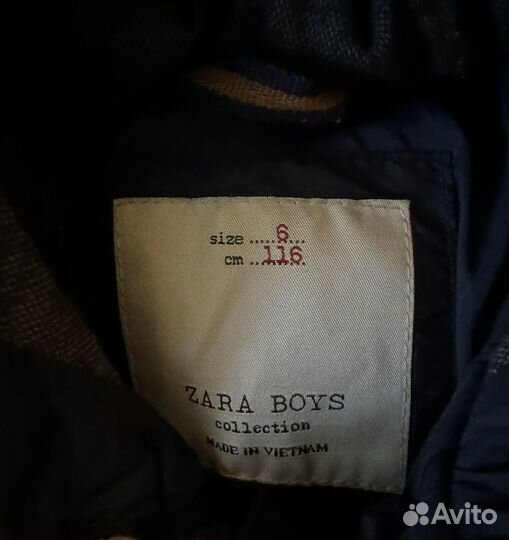 size ..6...
cm ..116..
ZARA BOYS
collection
MADE IN VIETNAM
Avito